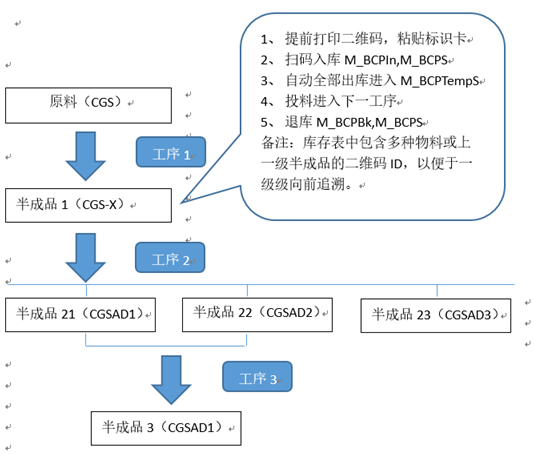 1、 提前打印二维码，粘贴标识卡
2、 扫码入库 M_BCPIn,M_BCPS
3、 自动全部出库进入 M_BCPTempS
4、 投料进入下一工序
5、 退库 M_BCPBk,M_BCPS
备注：库存表中包含多种物料或上
一级半成品的二维码 ID，以便于一
级级向前追溯。
原料（CGS）
工序 1
半成品 1（CGS-X）
工序 2
半成品 21（CGSAD1）
半成品 22（CGSAD2）
半成品 23（CGSAD3）
工序 3
半成品 3（CGSAD1）